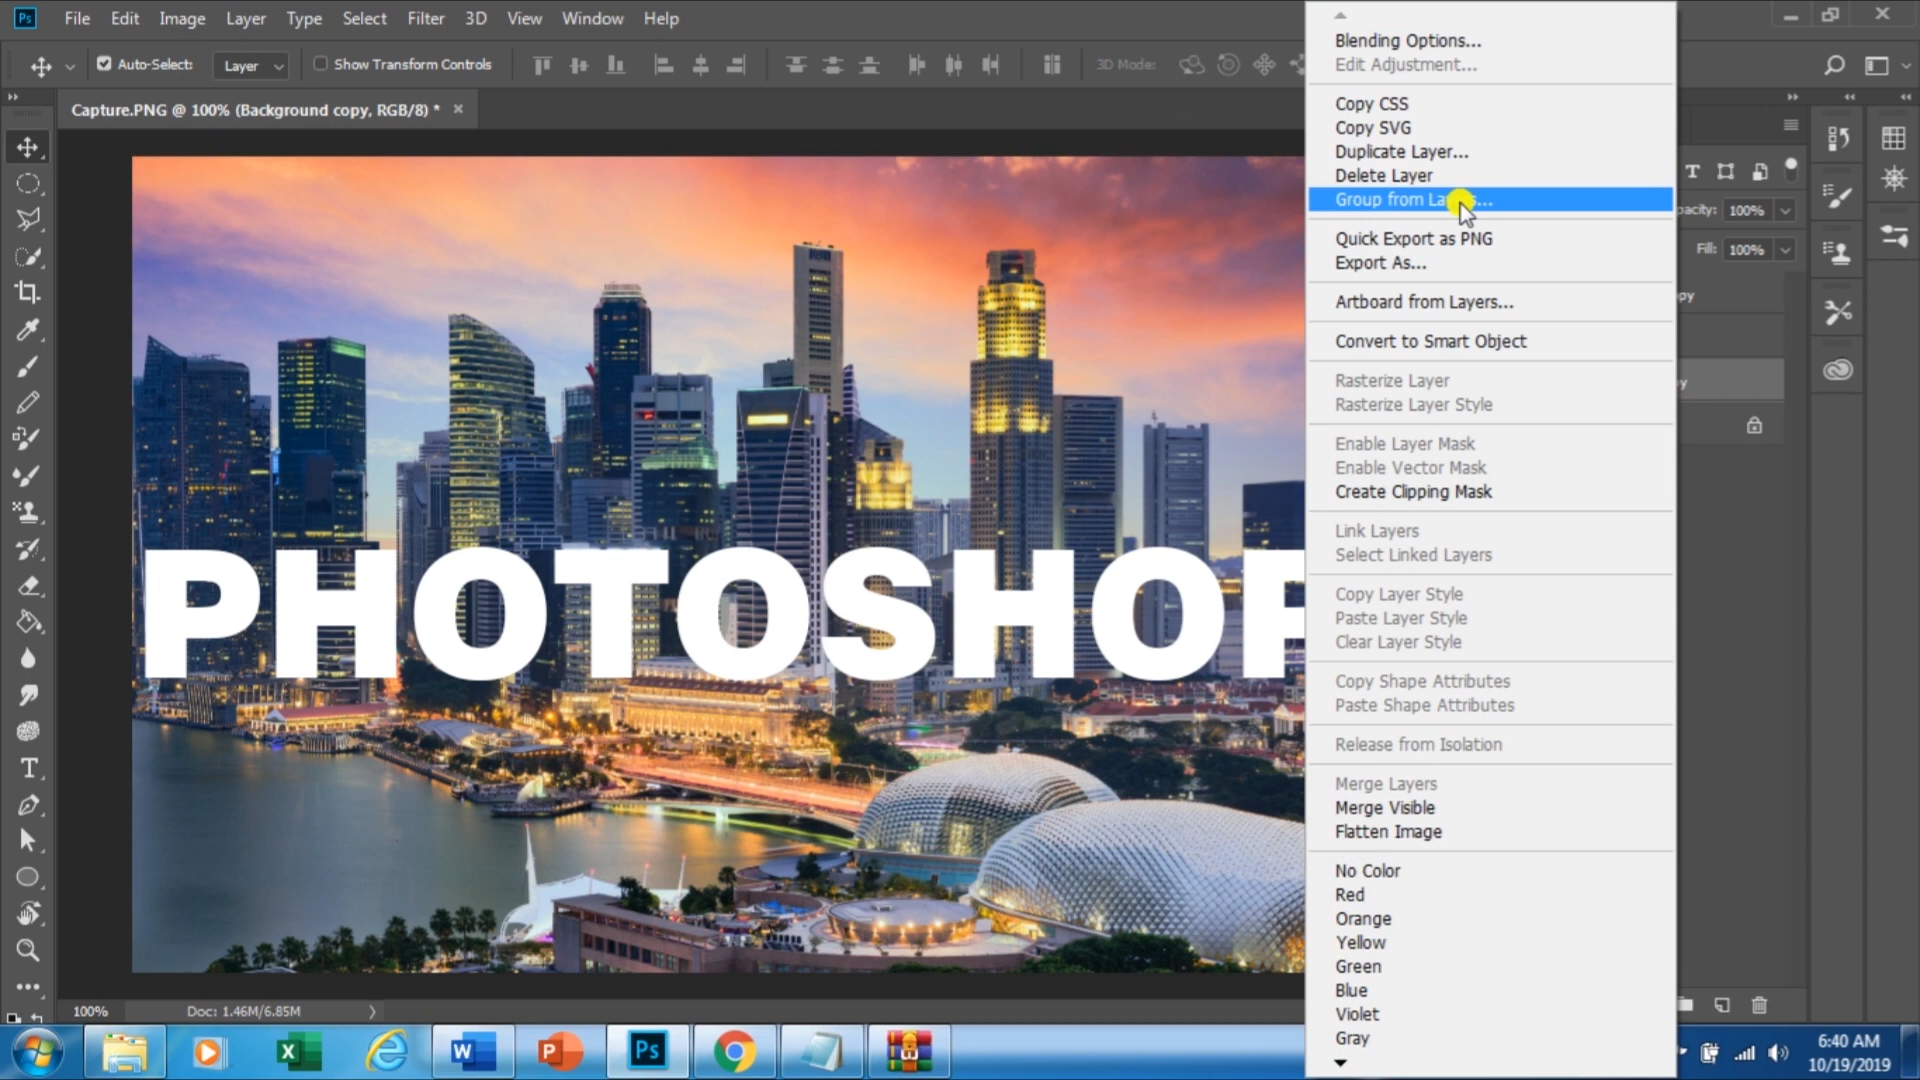 Ps File Edit Image Layer Type Select Filter 3D View Window Help
Auto-Select: Layer Show Transform Controls 3D Mode:
Capture.PNG @ 100% (Background copy, RGB/8) *
Blending Options...
Edit Adjustment...
Copy CSS
Copy SVG
Duplicate Layer...
Delete Layer
Group from
Quick Export as PNG
Export As...
Artboard from Layers...
Convert to Smart Object
Rasterize Layer
Rasterize Layer Style
Enable Layer Mask
Enable Vector Mask
Create Clipping Mask
Link Layers
Select Linked Layers
Copy Layer Style
Paste Layer Style
Clear Layer Style
Copy Shape Attributes
Paste Shape Attributes
Release from Isolation
Merge Layers
Merge Visible
Flatten Image
No Color
Red
Orange
Yellow
Green
Blue
Violet
Gray
100%
Fill: 100%
PHOTOSHOP
100% Doc: 1.46M/6.85M
Ps
6:40 AM
10/19/2019